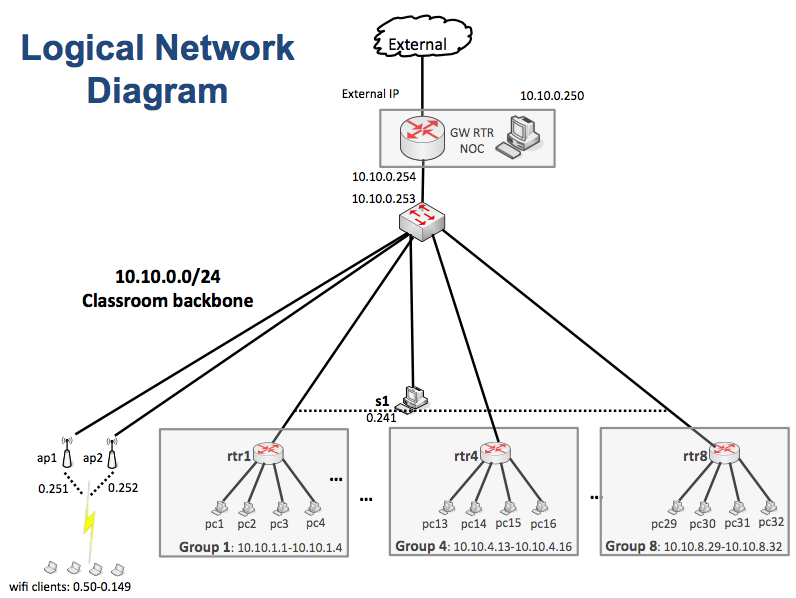 Logical Network
Diagram
External
External IP
10.10.0.250
GW RTR
NOC
10.10.0.254
10.10.0.253
10.10.0.0/24
Classroom backbone
s1
0.241
ap1
ap2
0.251
0.252
wifi clients: 0.50-0.149
rtr1
...
pc1
pc2
pc3
pc4
Group 1: 10.10.1.1-10.10.1.4
...
rtr4
pc13
pc14
pc15
pc16
Group 4: 10.10.4.13-10.10.4.16
...
rtr8
pc29
pc30
pc31
pc32
Group 8: 10.10.8.29-10.10.8.32